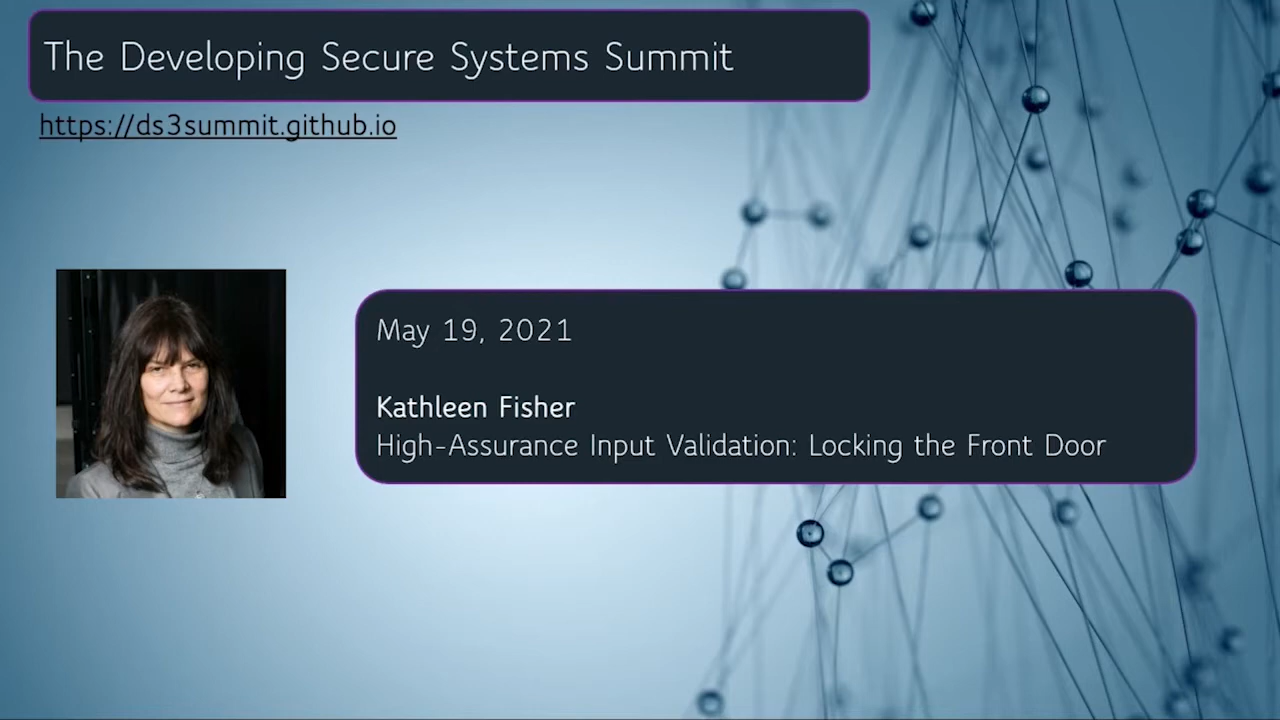 The Developing Secure Systems Summit
https://ds3summit.github.io
May 19, 2021
Kathleen Fisher
High-Assurance Input Validation: Locking the Front Door